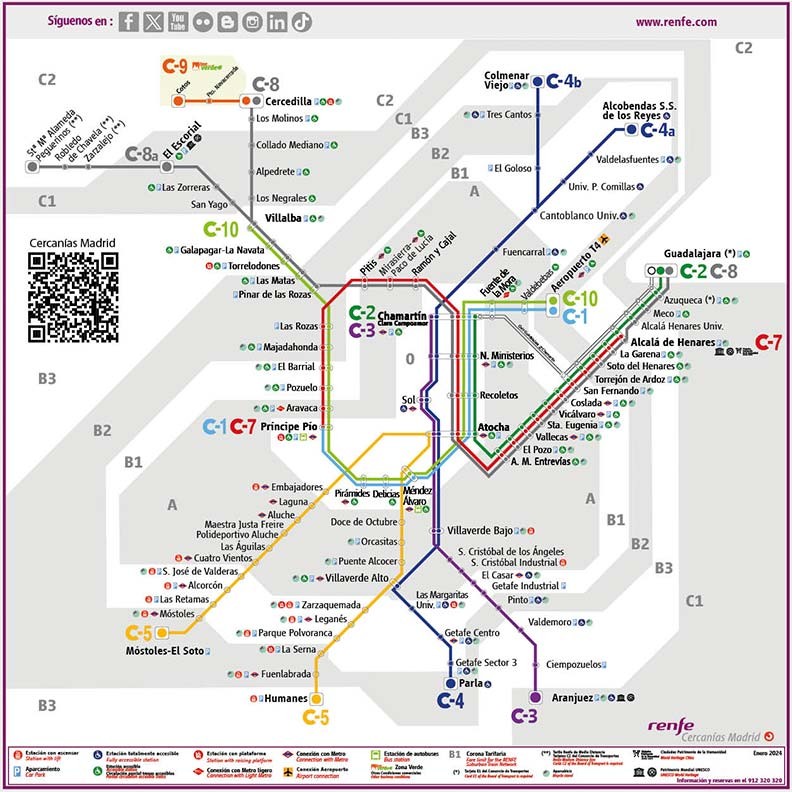 Síguenos en :
www.renfe.com
C2
C-9
Cotos
Pto. Navacerrada
C-8
Cercedilla
Los Molinos
Collado Mediano
Alpedrete
Los Negrales
Villalba
C2
C1
B3
B2
B1
A
C2
Colmenar
Viejo
C-4b
Tres Cantos
El Goloso
Alcobendas S.S.
de los Reyes
C-4a
Valdelasfuentes
Univ. P. Comillas
Cantoblanco Univ.
Fuencarral
Stª Mª Alameda
Peguerinos (**)
Robledo
de Chavela (**)
Zarzalejo (**)
C-8a
El Escorial
Las Zorreras
San Yago
C1
C-10
Galapagar-La Navata
Torrelodones
Las Matas
Pinar de las Rozas
Cercanías Madrid
Pitis
Mirasierra-
Paco de Lucía
Ramón y Cajal
Fuente de
la Mora
Valdebebas
Aeropuerto T4
C-10
C-1
Guadalajara (*)
C-2 C-8
Azuqueca (*)
Meco
Alcalá Henares Univ.
Alcalá de Henares
C-7
La Garena
Soto del Henares
Torrejón de Ardoz
San Fernando
Coslada
Vicálvaro
Sta. Eugenia
Vallecas
El Pozo
A. M. Entrevías
C-2
C-3
Chamartín
Clara Campoamor
Las Rozas
Majadahonda
El Barrial
Pozuelo
Aravaca
C-1 C-7 Príncipe Pío
0
N. Ministerios
Sol
Recoletos
Atocha
B3
B2
B1
A
Embajadores
Laguna
Aluche
Maestra Justa Freire
Polideportivo Aluche
Las Águilas
Cuatro Vientos
S. José de Valderas
Alcorcón
Las Retamas
Móstoles
C-5
Móstoles-El Soto
Pirámides
Delicias
Méndez
Álvaro
Doce de Octubre
Orcasitas
Puente Alcocer
Villaverde Alto
Zarzaquemada
Leganés
Parque Polvoranca
La Serna
Fuenlabrada
Humanes
C-5
Villaverde Bajo
S. Cristóbal de los Ángeles
S. Cristóbal Industrial
El Casar
Getafe Industrial
Pinto
Valdemoro
Ciempozuelos
Aranjuez
C-3
Las Margaritas
Univ.
Getafe Centro
Getafe Sector 3
Parla
C-4
A
B1
B2
B3
C1
B3
renfe
Cercanías Madrid
Estación con ascensor
Station with lift
Aparcamiento
Car Park
Estación totalmente accesible
Fully accessible station
Estación con plataforma
Station with raising platform
Conexión con Metro ligero
Connection with Light Metro
Conexión con Metro
Connection with Metro
Conexión Aeropuerto
Airport connection
Estación de autobuses
Bus station
Zona Verde
B1
Corona Tarifaria
(*)
(**)
Ciudades Patrimonio de la Humanidad
World Heritage Cities
Patrimonio Mundial UNESCO
UNESCO World Heritage
Enero 2024
Información y reservas en el 912 320 320